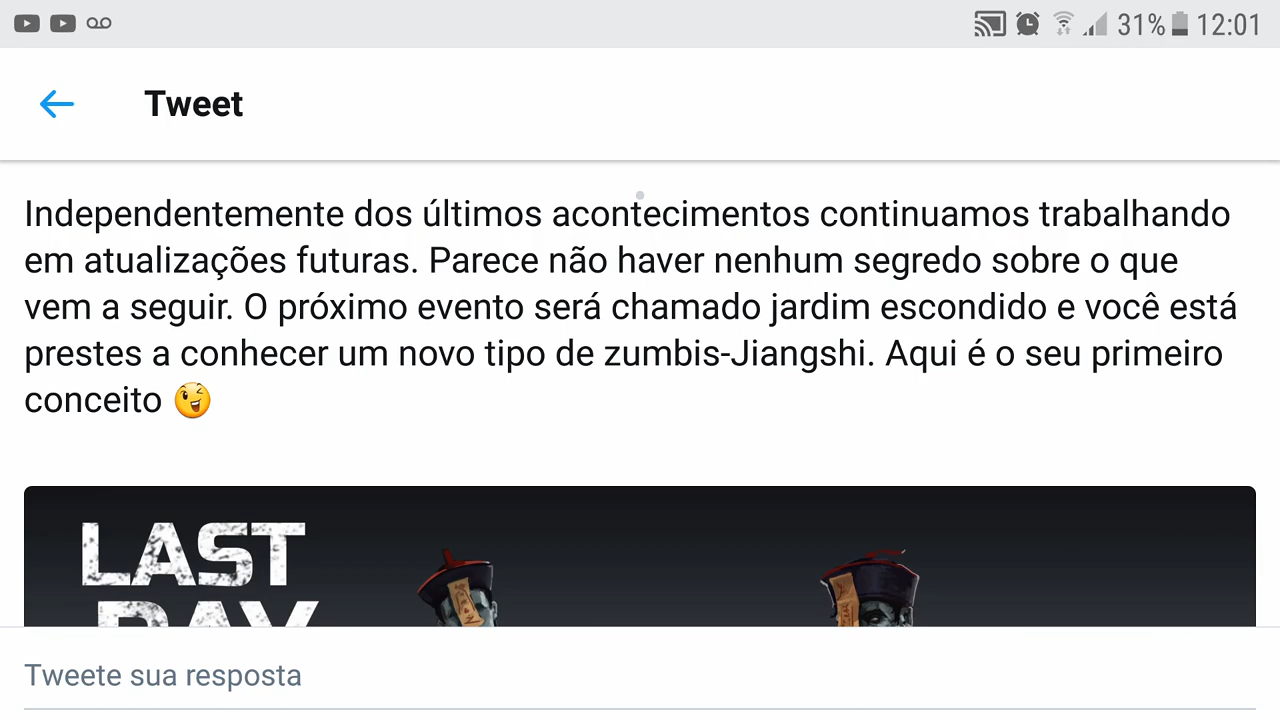 31% 12:01
Tweet
Independentemente dos últimos acontecimentos continuamos trabalhando
em atualizações futuras. Parece não haver nenhum segredo sobre o que
vem a seguir. O próximo evento será chamado jardim escondido e você está
prestes a conhecer um novo tipo de zumbis-Jiangshi. Aqui é o seu primeiro
conceito 😉
LAST
DAY
Tweete sua resposta